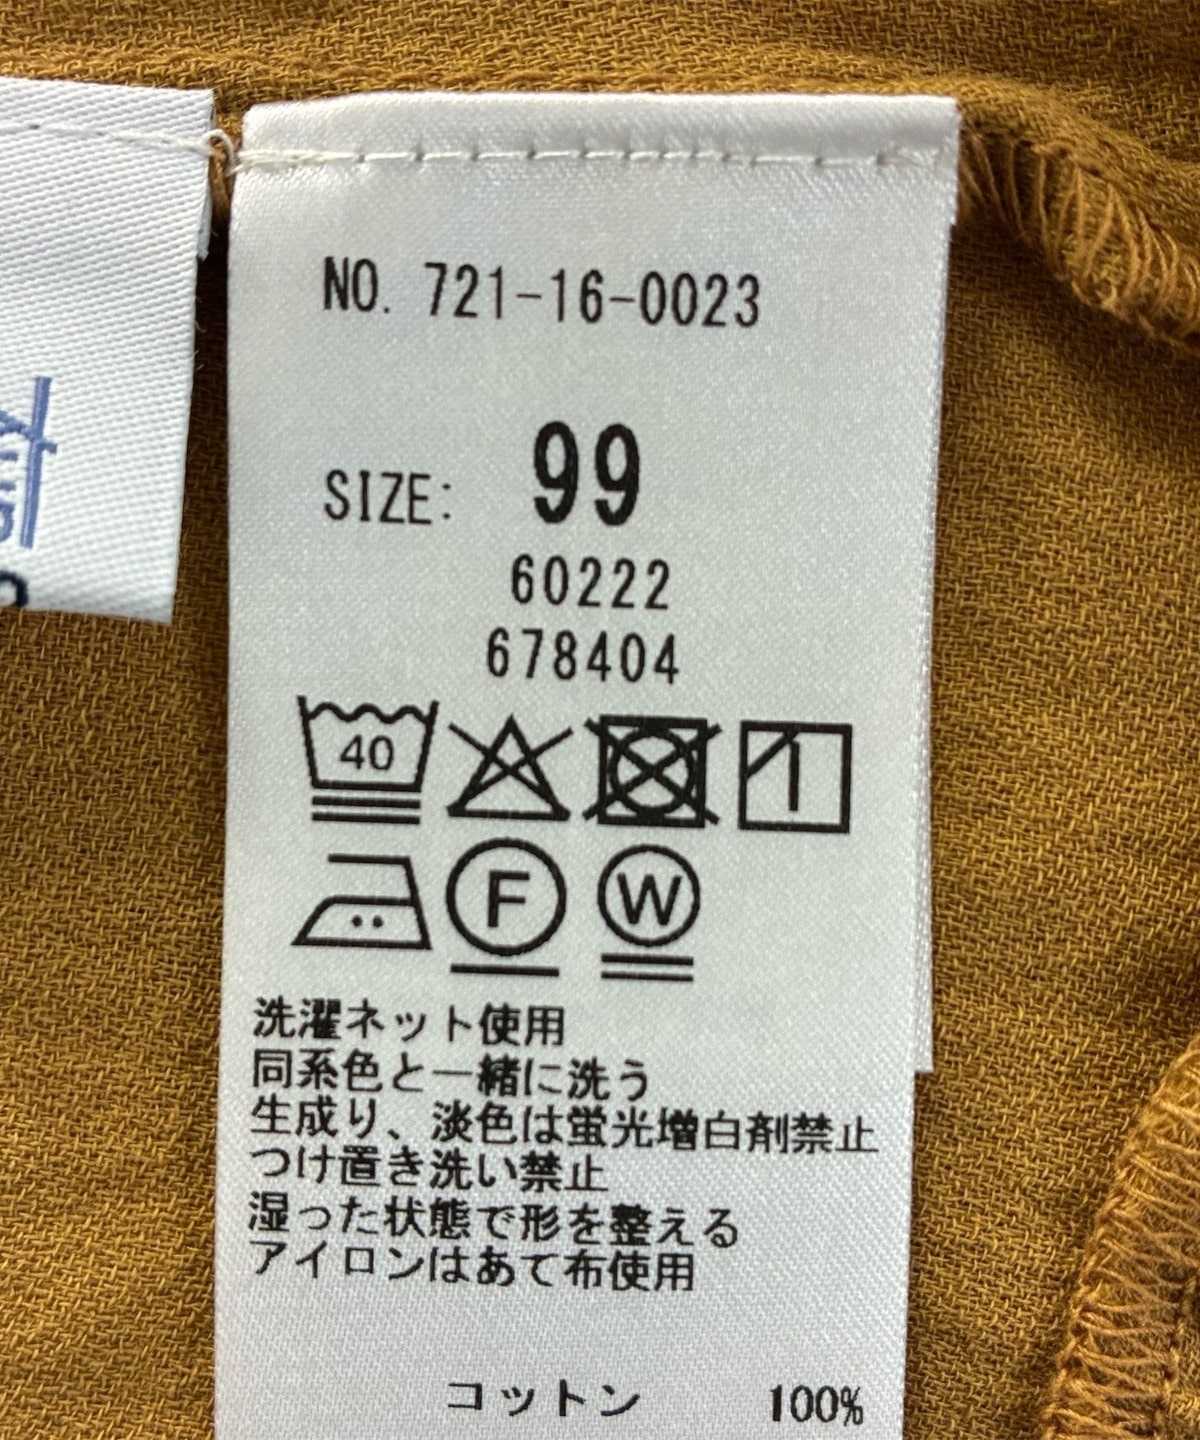 NO. 721-16-0023
SIZE: 99
60222
678404
40
F W
洗濯ネット使用
同系色と一緒に洗う
生成り、淡色は蛍光増白剤禁止
つけ置き洗い禁止
湿った状態で形を整える
アイロンはあて布使用
コットン 100%